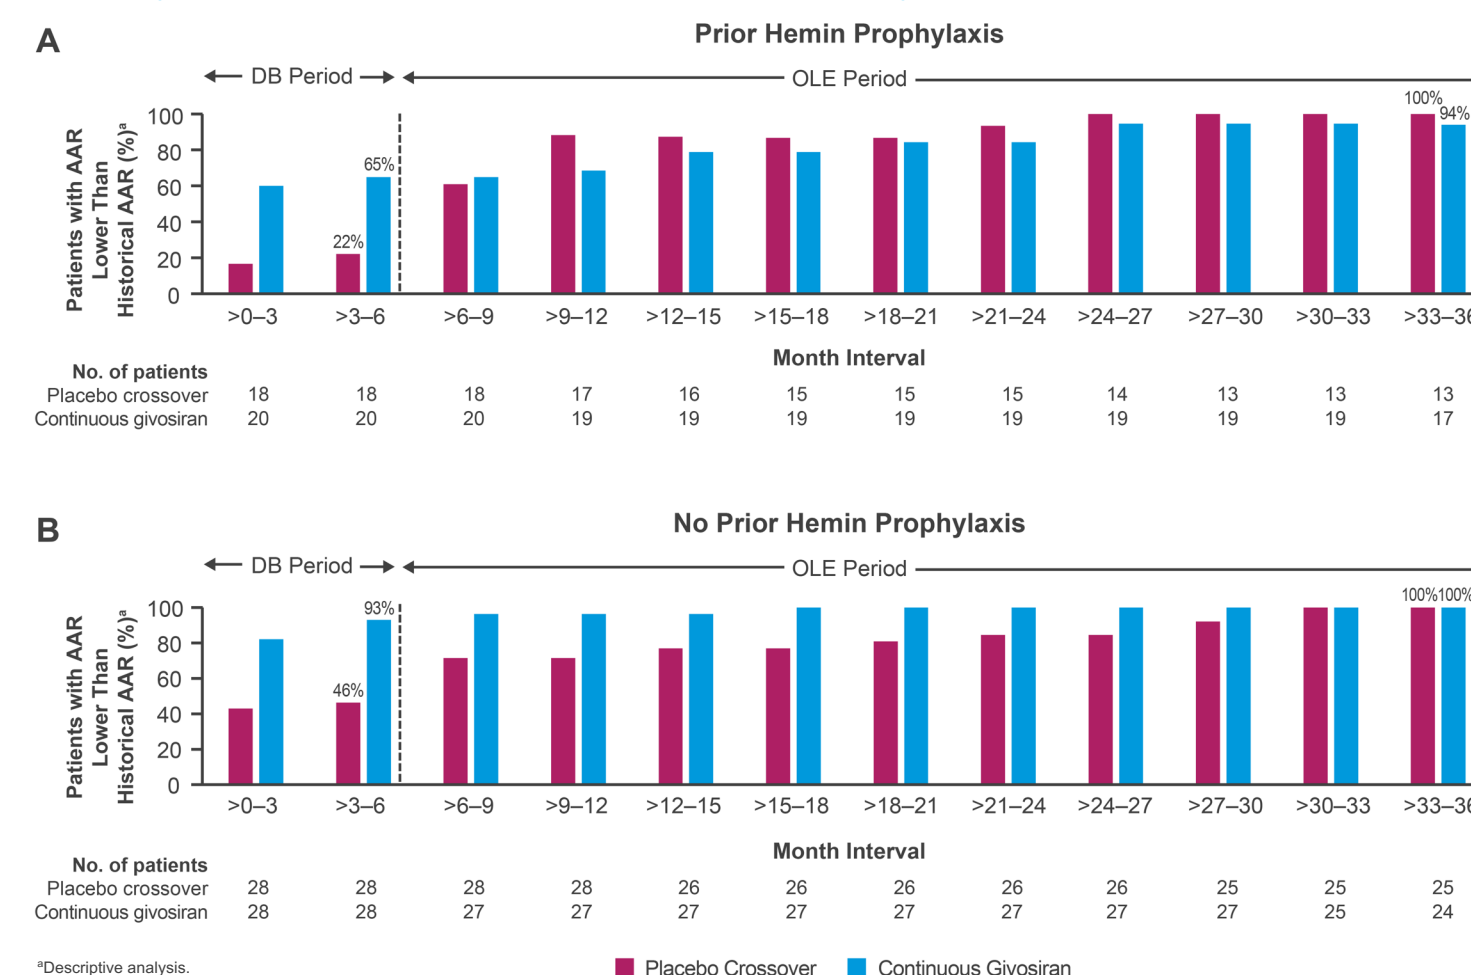 A
Prior Hemin Prophylaxis
DB Period
OLE Period
Patients with AAR
Lower Than
Historical AAR (%)a
100
80
60
40
20
0
22%
65%
100%
94%
>0–3 >3–6 >6–9 >9–12 >12–15 >15–18 >18–21 >21–24 >24–27 >27–30 >30–33 >33–36
Month Interval
No. of patients
Placebo crossover 18 18 18 17 16 15 15 15 14 13 13 13
Continuous givosiran 20 20 20 19 19 19 19 19 19 19 19 17
B
No Prior Hemin Prophylaxis
DB Period
OLE Period
Patients with AAR
Lower Than
Historical AAR (%)a
100
80
60
40
20
0
46%
93%
100%
100%
>0–3 >3–6 >6–9 >9–12 >12–15 >15–18 >18–21 >21–24 >24–27 >27–30 >30–33 >33–36
Month Interval
No. of patients
Placebo crossover 28 28 28 28 26 26 26 26 26 25 25 25
Continuous givosiran 28 28 27 27 27 27 27 27 27 27 25 24
aDescriptive analysis.
Placebo Crossover
Continuous Givosiran